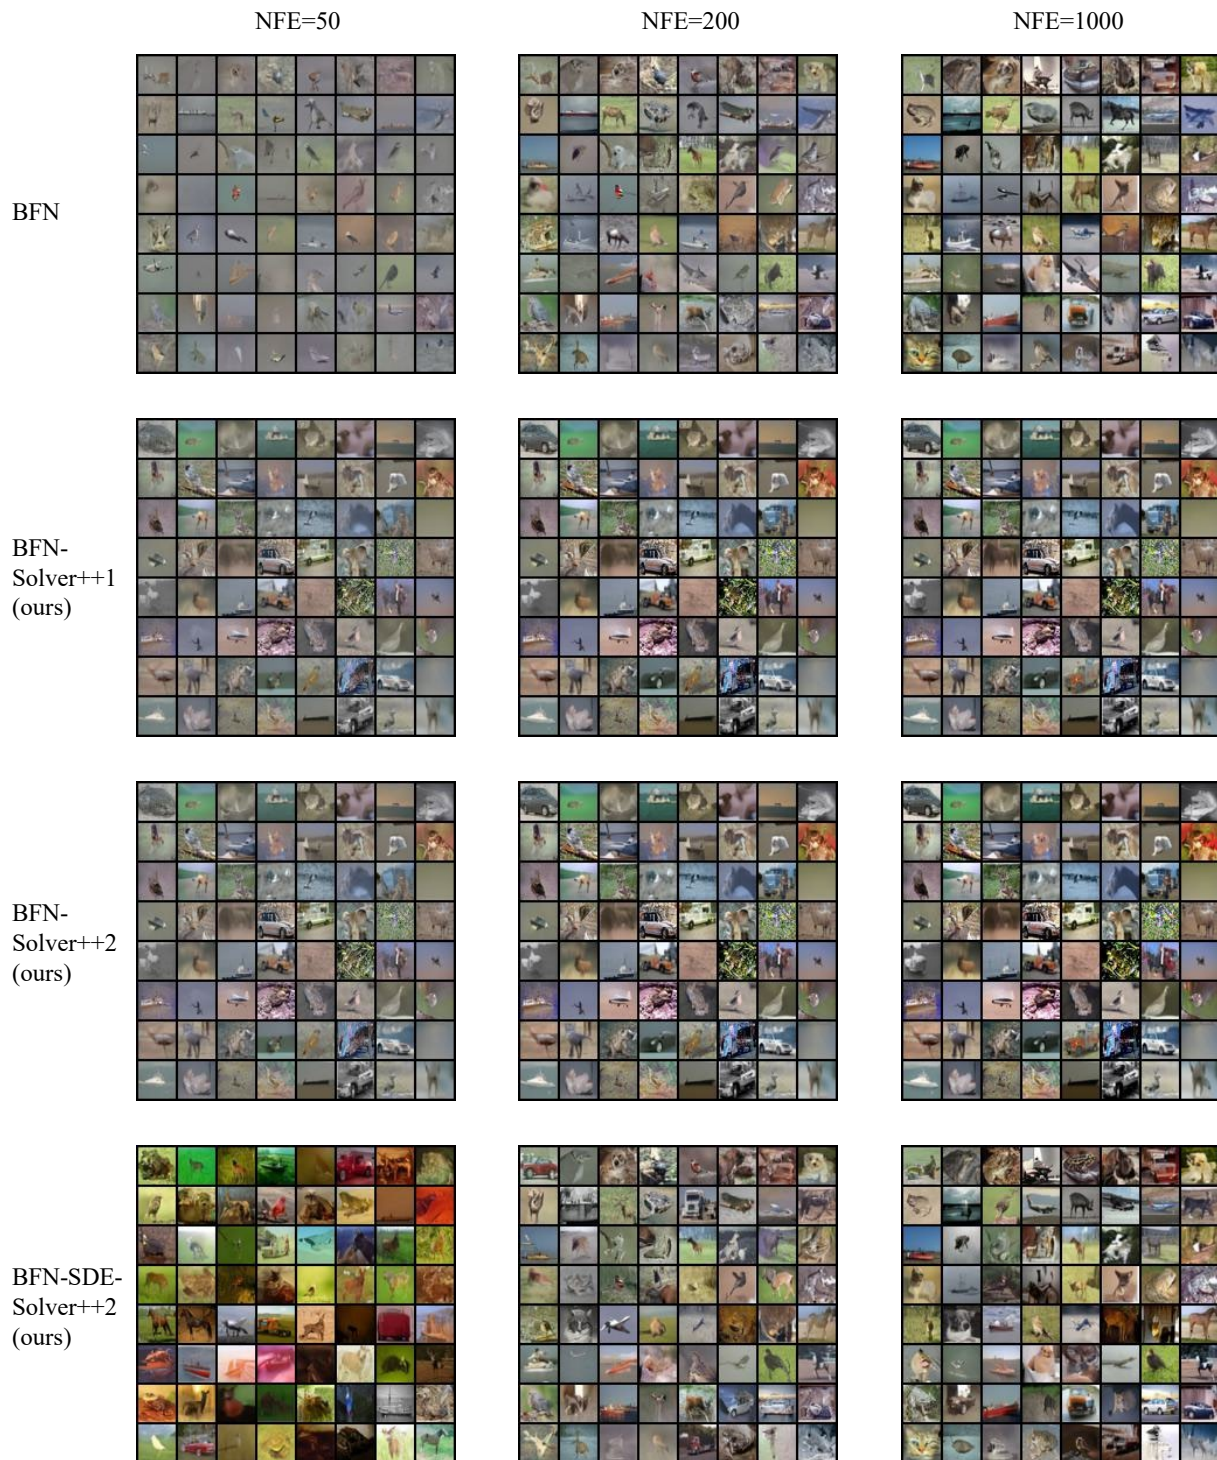 NFE=50
NFE=200
NFE=1000
BFN
BFN-
Solver++1
(ours)
BFN-
Solver++2
(ours)
BFN-SDE-
Solver++2
(ours)